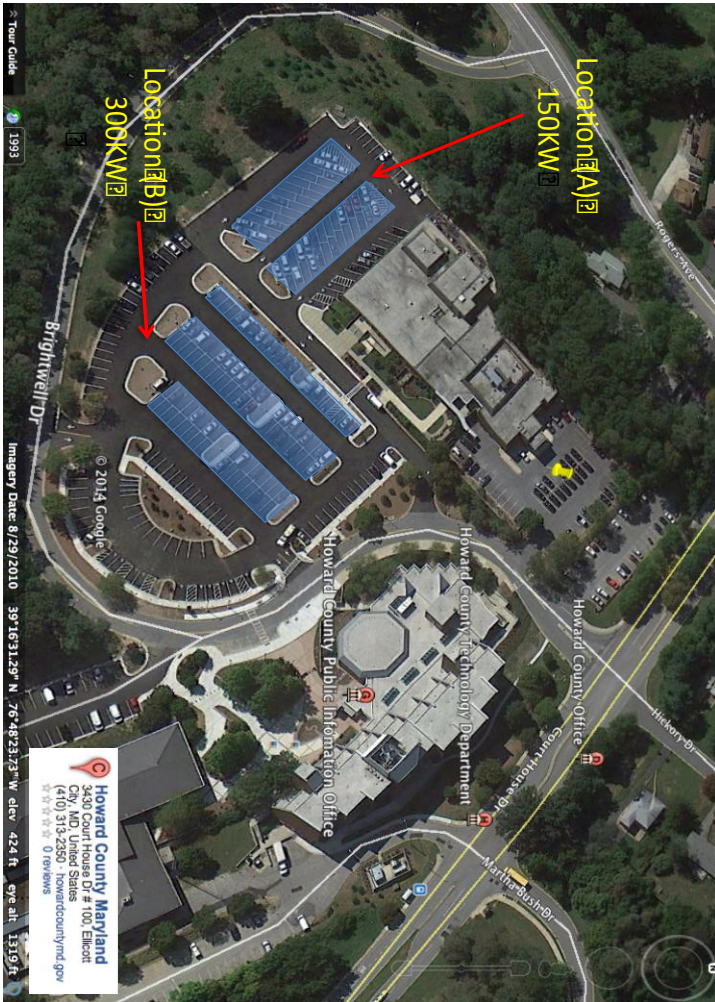 Rogers-Ave
Location (A)
150KW
Location (B)
300KW
Hickory Dr
Howard County Office
Court House Dr
Howard County Technology Department
Howard County Public Infomation Office
Martha Bush Dr
Brightwell Dr
© 2014 Google
D
H
G
N
C
Howard County Maryland
3430 Court House Dr # 100, Ellicott
City, MD, United States
(410) 313-2350 - howardcountymd.gov
☆☆☆☆☆ 0 reviews
Tour Guide
1993
Imagery Date: 8/29/2010 39°16'31.29" N 76°48'23.73" W elev 424 ft eye alt 1319 ft